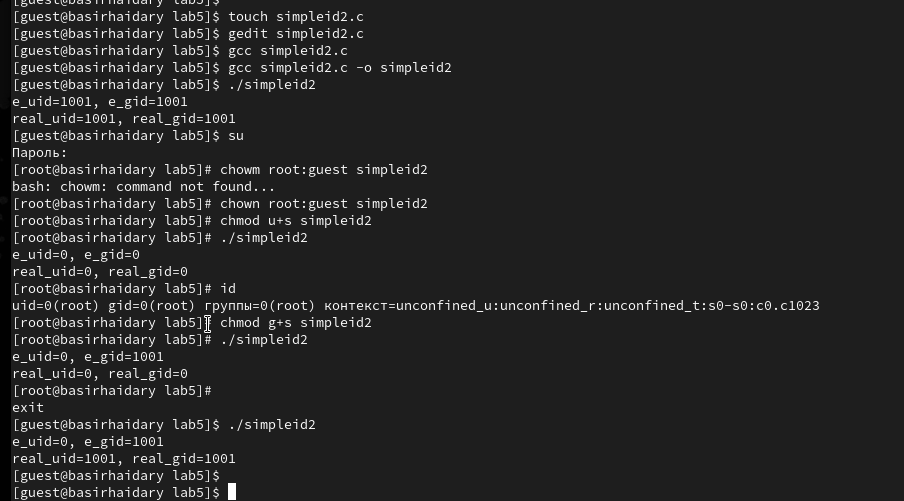 [guest@basirhaidary lab5]$
[guest@basirhaidary lab5]$ touch simpleid2.c
[guest@basirhaidary lab5]$ gedit simpleid2.c
[guest@basirhaidary lab5]$ gcc simpleid2.c
[guest@basirhaidary lab5]$ gcc simpleid2.c -o simpleid2
[guest@basirhaidary lab5]$ ./simpleid2
e_uid=1001, e_gid=1001
real_uid=1001, real_gid=1001
[guest@basirhaidary lab5]$ su
Пароль:
[root@basirhaidary lab5]# chowm root:guest simpleid2
bash: chowm: command not found...
[root@basirhaidary lab5]# chown root:guest simpleid2
[root@basirhaidary lab5]# chmod u+s simpleid2
[root@basirhaidary lab5]# ./simpleid2
e_uid=0, e_gid=0
real_uid=0, real_gid=0
[root@basirhaidary lab5]# id
uid=0(root) gid=0(root) группы=0(root) контекст=unconfined_u:unconfined_r:unconfined_t:s0-s0:c0.c1023
[root@basirhaidary lab5]# chmod g+s simpleid2
[root@basirhaidary lab5]# ./simpleid2
e_uid=0, e_gid=1001
real_uid=0, real_gid=0
[root@basirhaidary lab5]#
exit
[guest@basirhaidary lab5]$ ./simpleid2
e_uid=0, e_gid=1001
real_uid=1001, real_gid=1001
[guest@basirhaidary lab5]$
[guest@basirhaidary lab5]$